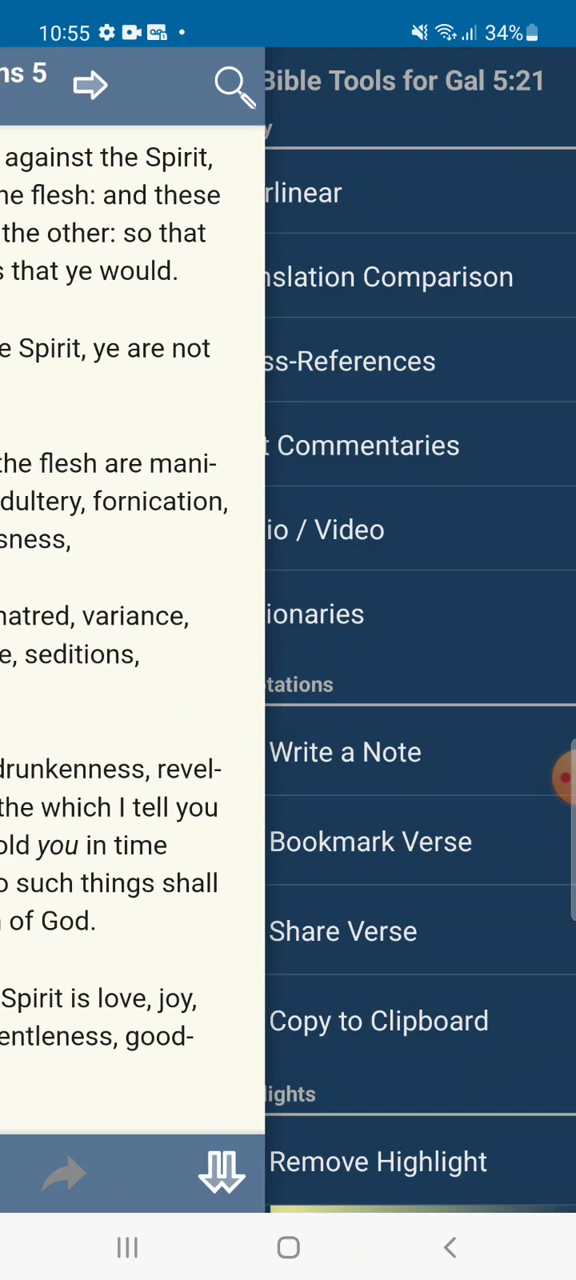 10:55
34%
ns 5
against the Spirit,
he flesh: and these
the other: so that
s that ye would.
e Spirit, ye are not
the flesh are mani-
dultery, fornication,
sness,
hatred, variance,
e, seditions,
drunkenness, revel-
the which I tell you
old you in time
o such things shall
n of God.
Spirit is love, joy,
entleness, good-
Bible Tools for Gal 5:21
y
rlinear
nslation Comparison
ss-References
t Commentaries
io / Video
ionaries
tations
Write a Note
Bookmark Verse
Share Verse
Copy to Clipboard
lights
Remove Highlight